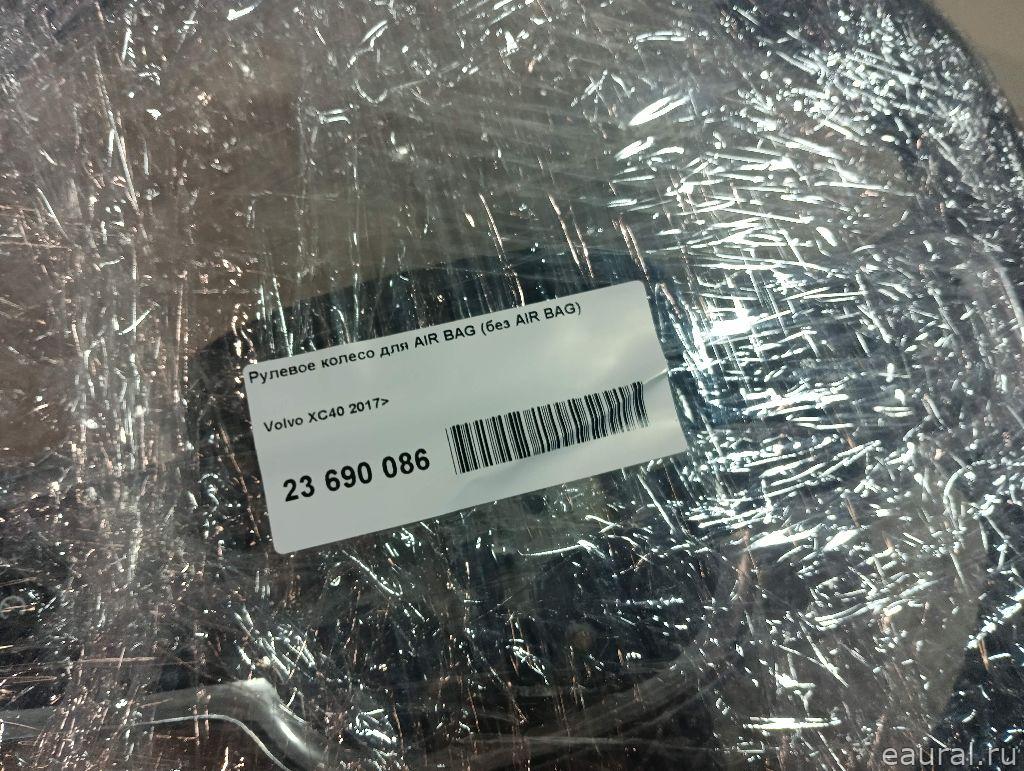 Рулевое колесо для AIR BAG (без AIR BAG)
Volvo XC40 2017>
23 690 086
eaural.ru